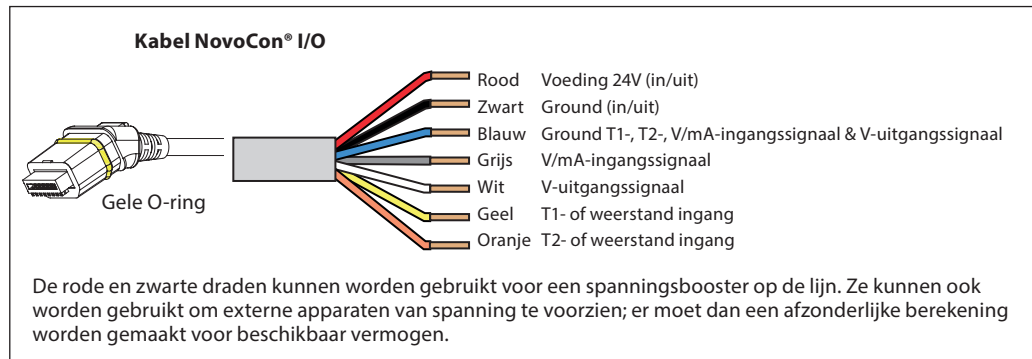 Kabel NovoCon® I/O
Rood Voeding 24V (in/uit)
Zwart Ground (in/uit)
Blauw Ground T1-, T2-, V/mA-ingangssignaal & V-uitgangssignaal
Grijs V/mA-ingangssignaal
Wit V-uitgangssignaal
Geel T1- of weerstand ingang
Oranje T2- of weerstand ingang
Gele O-ring
De rode en zwarte draden kunnen worden gebruikt voor een spanningsbooster op de lijn. Ze kunnen ook
worden gebruikt om externe apparaten van spanning te voorzien; er moet dan een afzonderlijke berekening
worden gemaakt voor beschikbaar vermogen.